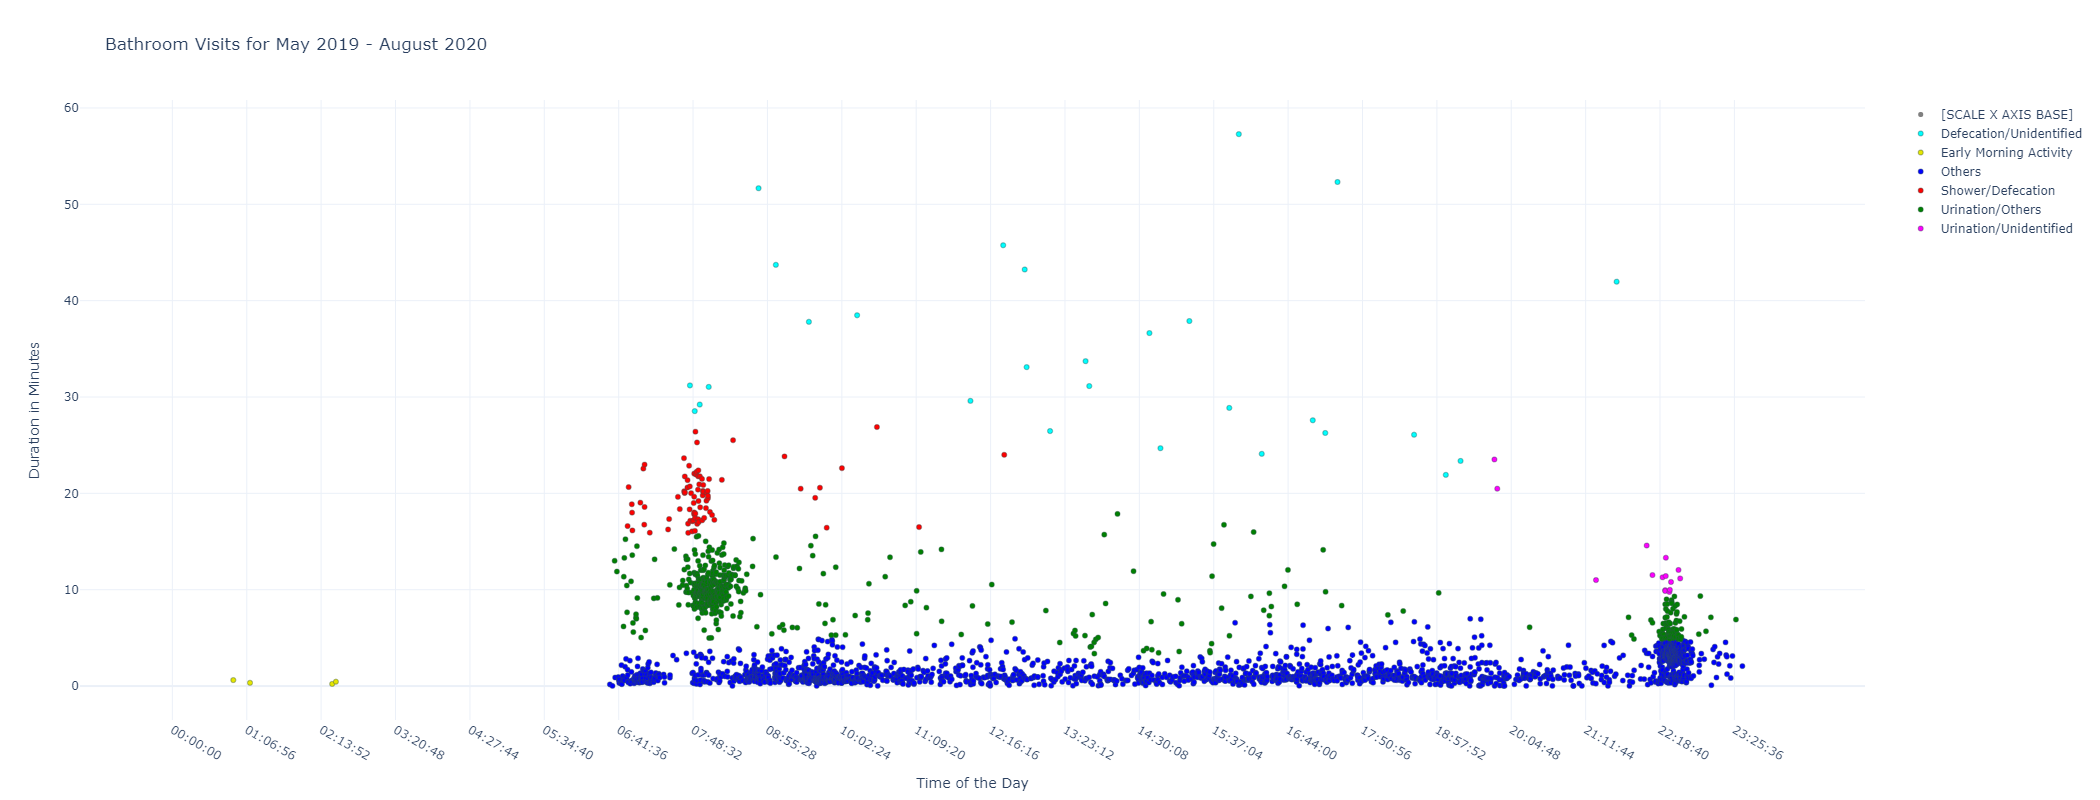 Bathroom Visits for May 2019 - August 2020
60
50
40
30
20
10
0
Duration in Minutes
00:00:00
01:06:56
02:13:52
03:20:48
04:27:44
05:34:40
06:41:36
07:48:32
08:55:28
10:02:24
11:09:20
12:16:16
13:23:12
14:30:08
15:37:04
16:44:00
17:50:56
18:57:52
20:04:48
21:11:44
22:18:40
23:25:36
Time of the Day
[SCALE X AXIS BASE]
Defecation/Unidentified
Early Morning Activity
Others
Shower/Defecation
Urination/Others
Urination/Unidentified